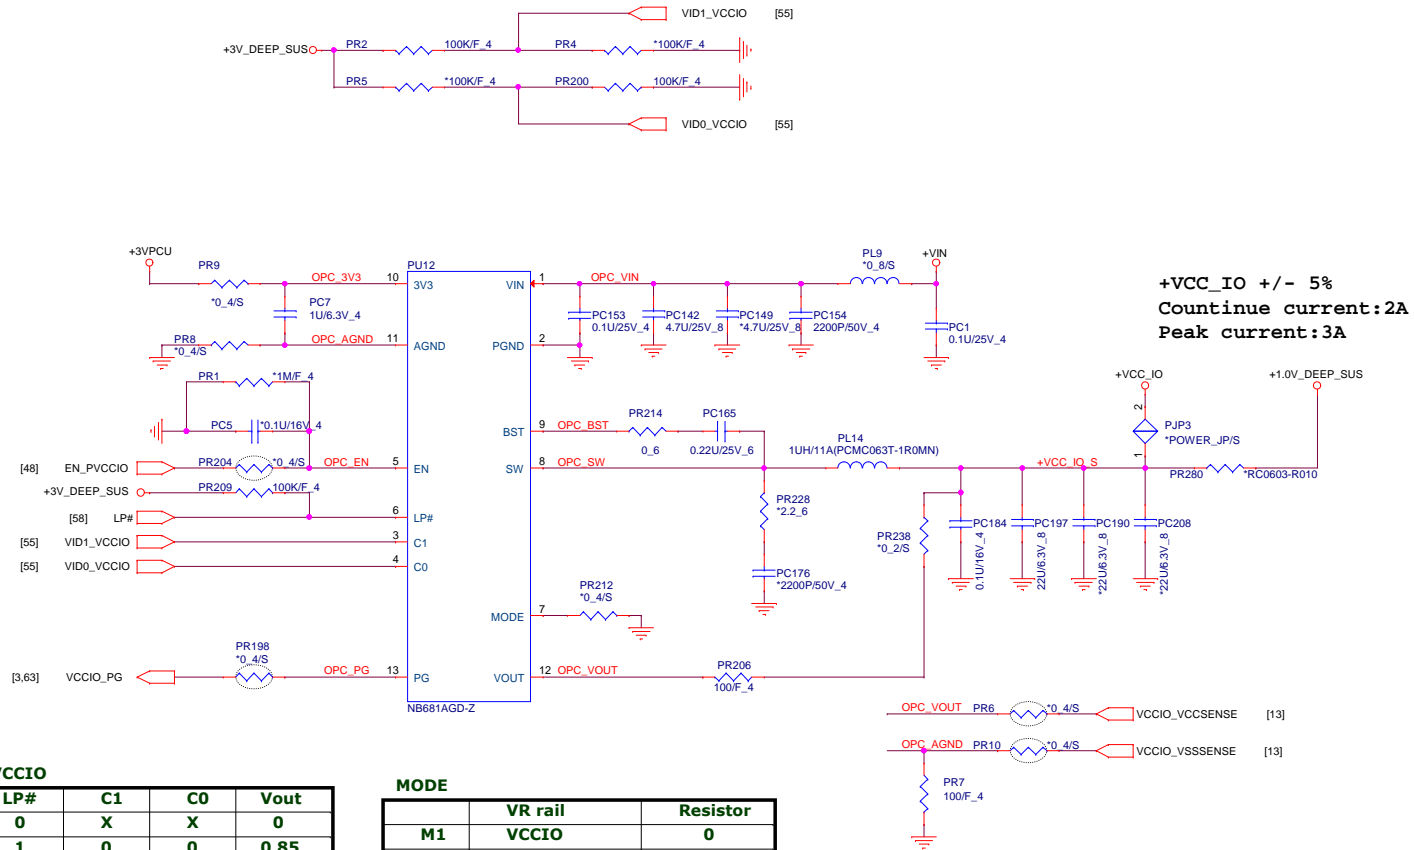 VID1_VCCIO [55]
+3V_DEEP_SUS PR2 100K/F_4 PR4 *100K/F_4
PR5 *100K/F_4 PR200 100K/F_4
VID0_VCCIO [55]
+3VPCU
PR9
*0_4/S
OPC_3V3 10 3V3
PC7
1U/6.3V_4
PR8
*0_4/S
OPC_AGND 11 AGND
PR1 *1M/F_4
PC5 *0.1U/16V_4
[48] EN_PVCCIO PR204 *0_4/S OPC_EN 5 EN
+3V_DEEP_SUS PR209 100K/F_4
[58] LP# 6 LP#
[55] VID1_VCCIO 3 C1
[55] VID0_VCCIO 4 C0
PR198
*0_4/S
[3,63] VCCIO_PG OPC_PG 13 PG
PU12
NB681AGD-Z
VIN 1 OPC_VIN
PL9
*0_8/S
+VIN
PC153
0.1U/25V_4
PC142
4.7U/25V_8
PC149
*4.7U/25V_8
PC154
2200P/50V_4
PC1
0.1U/25V_4
PGND 2
BST 9 OPC_BST
PR214
0_6
PC165
0.22U/25V_6
SW 8 OPC_SW
PL14
1UH/11A(PCMC063T-1R0MN)
PR228
*2.2_6
PC176
*2200P/50V_4
MODE 7
PR212
*0_4/S
VOUT 12 OPC_VOUT
PR206
100/F_4
PR238
*0_2/S
+VCC_IO_S
PC184
0.1U/16V_4
PC197
22U/6.3V_8
PC190
*22U/6.3V_8
PC208
*22U/6.3V_8
+VCC_IO +/- 5%
Countinue current:2A
Peak current:3A
+VCC_IO
2
PJP3
*POWER_JP/S
1
+1.0V_DEEP_SUS
PR280 *RC0603-R010
OPC_VOUT PR6 *0_4/S VCCIO_VCCSENSE [13]
OPC_AGND PR10 *0_4/S VCCIO_VSSSENSE [13]
PR7
100/F_4
VCCIO
LP# C1 C0 Vout
0 X X 0
1 0 0 0.85
MODE
VR rail Resistor
M1 VCCIO 0